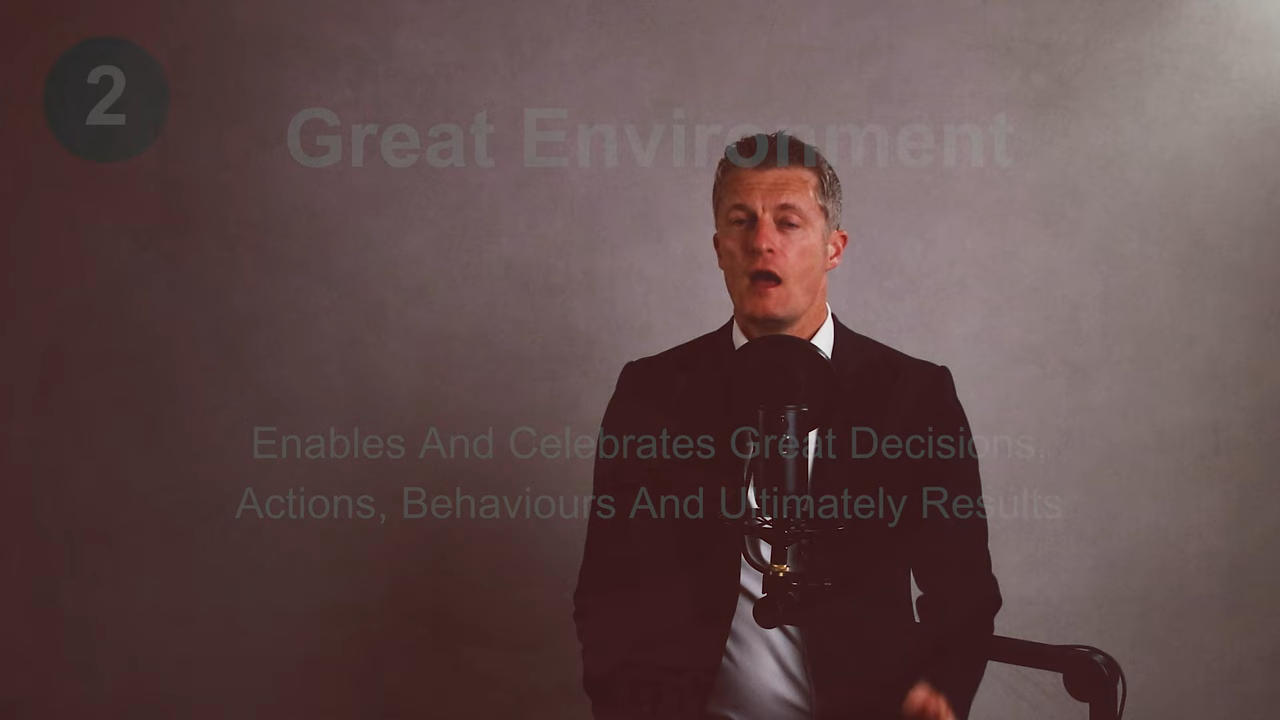 2
Great Environment
Enables And Celebrates Great Decisions,
Actions, Behaviours And Ultimately Results